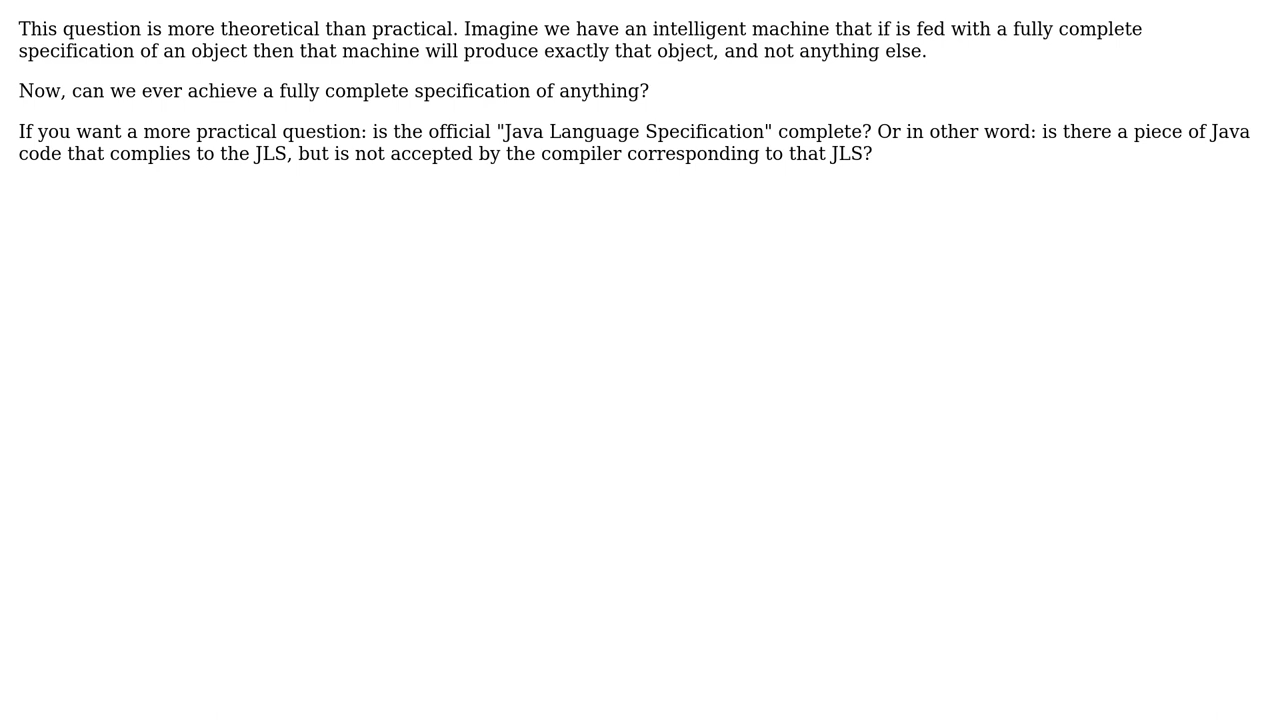 This question is more theoretical than practical. Imagine we have an intelligent machine that if is fed with a fully complete
specification of an object then that machine will produce exactly that object, and not anything else.
Now, can we ever achieve a fully complete specification of anything?
If you want a more practical question: is the official "Java Language Specification" complete? Or in other word: is there a piece of Java
code that complies to the JLS, but is not accepted by the compiler corresponding to that JLS?